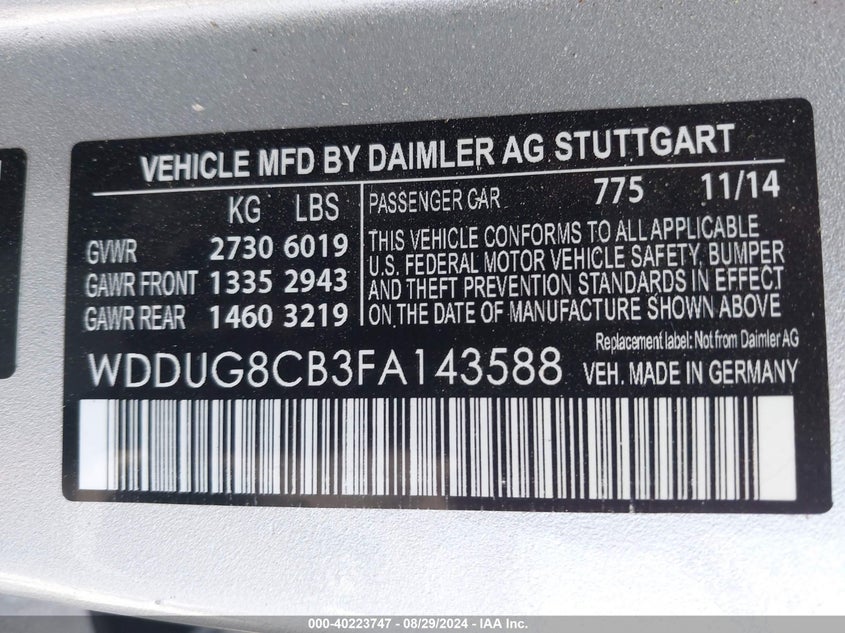 VEHICLE MFD BY DAIMLER AG STUTTGART
KG LBS
GVWR 2730 6019
GAWR FRONT 1335 2943
GAWR REAR 1460 3219
PASSENGER CAR 775 11/14
THIS VEHICLE CONFORMS TO ALL APPLICABLE
U.S. FEDERAL MOTOR VEHICLE SAFETY, BUMPER
AND THEFT PREVENTION STANDARDS IN EFFECT
ON THE DATE OF MANUFACTURE SHOWN ABOVE
Replacement label: Not from Daimler AG
WDDUG8CB3FA143588 VEH. MADE IN GERMANY
000-40223747 - 08/29/2024 - IAA Inc.